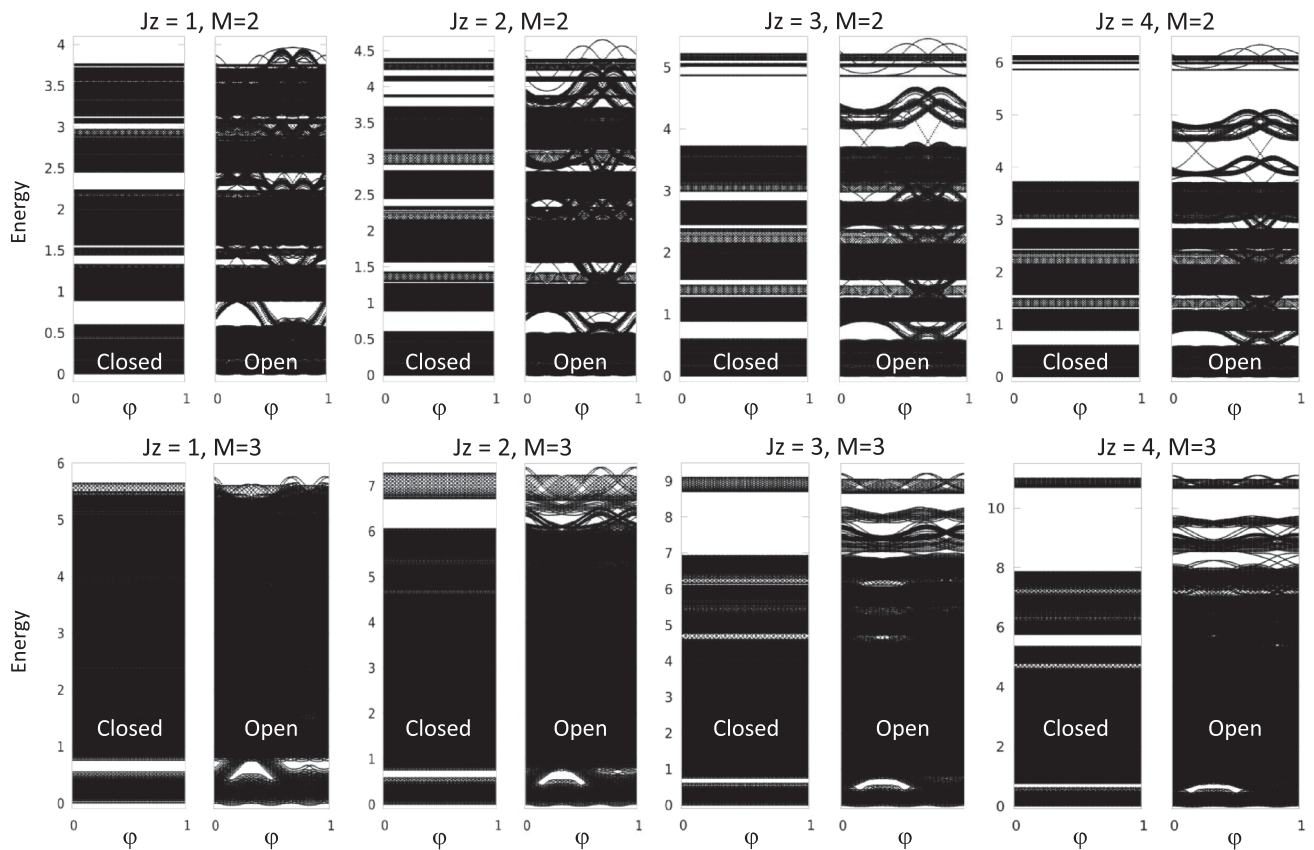 Jz = 1, M=2
Jz = 2, M=2
Jz = 3, M=2
Jz = 4, M=2
Energy
4
3.5
3
2.5
2
1.5
1
0.5
0
Closed
Open
0 1
0 1
φ
φ
4.5
4
3.5
3
2.5
2
1.5
1
0.5
0
Closed
Open
0 1
0 1
φ
φ
5
4
3
2
1
0
Closed
Open
0 1
0 1
φ
φ
6
5
4
3
2
1
0
Closed
Open
0 1
0 1
φ
φ
Jz = 1, M=3
Jz = 2, M=3
Jz = 3, M=3
Jz = 4, M=3
Energy
6
5
4
3
2
1
0
Closed
Open
0 1
0 1
φ
φ
7
6
5
4
3
2
1
0
Closed
Open
0 1
0 1
φ
φ
9
8
7
6
5
4
3
2
1
0
Closed
Open
0 1
0 1
φ
φ
10
8
6
4
2
0
Closed
Open
0 1
0 1
φ
φ